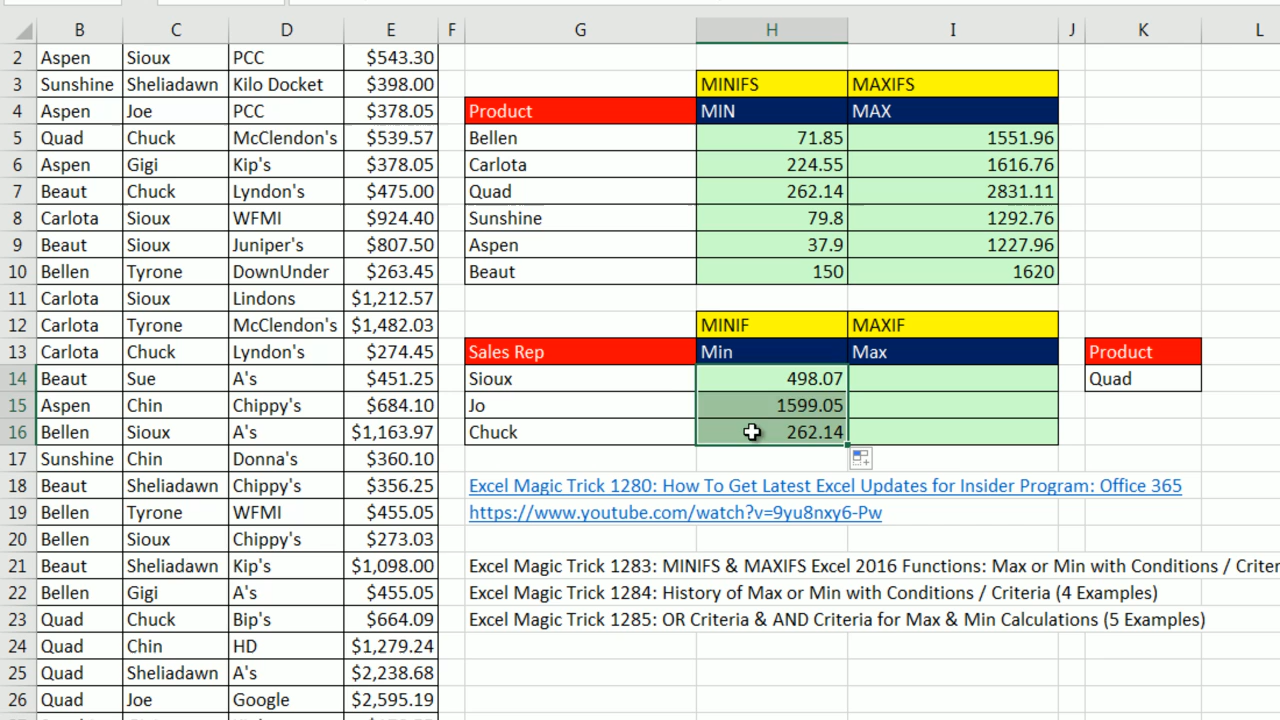 B C D E F G H I J K L
2 Aspen Sioux PCC $543.30
3 Sunshine Sheliadawn Kilo Docket $398.00 MINIFS MAXIFS
4 Aspen Joe PCC $378.05 Product MIN MAX
5 Quad Chuck McClendon's $539.57 Bellen 71.85 1551.96
6 Aspen Gigi Kip's $378.05 Carlota 224.55 1616.76
7 Beaut Chuck Lyndon's $475.00 Quad 262.14 2831.11
8 Carlota Sioux WFMI $924.40 Sunshine 79.8 1292.76
9 Beaut Sioux Juniper's $807.50 Aspen 37.9 1227.96
10 Bellen Tyrone DownUnder $263.45 Beaut 150 1620
11 Carlota Sioux Lindons $1,212.57
12 Carlota Tyrone McClendon's $1,482.03 MINIF MAXIF
13 Carlota Chuck Lyndon's $274.45 Sales Rep Min Max Product
14 Beaut Sue A's $451.25 Sioux 498.07 Quad
15 Aspen Chin Chippy's $684.10 Jo 1599.05
16 Bellen Sioux A's $1,163.97 Chuck 262.14
17 Sunshine Chin Donna's $360.10
18 Beaut Sheliadawn Chippy's $356.25 Excel Magic Trick 1280: How To Get Latest Excel Updates for Insider Program: Office 365
19 Bellen Tyrone WFMI $455.05 https://www.youtube.com/watch?v=9yu8nxy6-Pw
20 Bellen Sioux Chippy's $273.03
21 Beaut Sheliadawn Kip's $1,098.00 Excel Magic Trick 1283: MINIFS & MAXIFS Excel 2016 Functions: Max or Min with Conditions / Criter
22 Bellen Gigi A's $455.05 Excel Magic Trick 1284: History of Max or Min with Conditions / Criteria (4 Examples)
23 Quad Chuck Bip's $664.09 Excel Magic Trick 1285: OR Criteria & AND Criteria for Max & Min Calculations (5 Examples)
24 Quad Chin HD $1,279.24
25 Quad Sheliadawn A's $2,238.68
26 Quad Joe Google $2,595.19